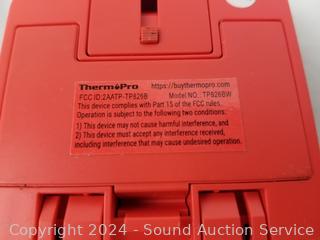 ThermoPro
https://buythermopro.com
FCC ID:2AATP-TP826B
Model NO.: TP826BW
This device complies with Part 15 of the FCC rules.
Operation is subject to the following two conditions:
1) This device may not cause harmful interference, and
2) This device must accept any interference received,
including interference that may cause undesired operation.
Copyright © 2024 - Sound Auction Service